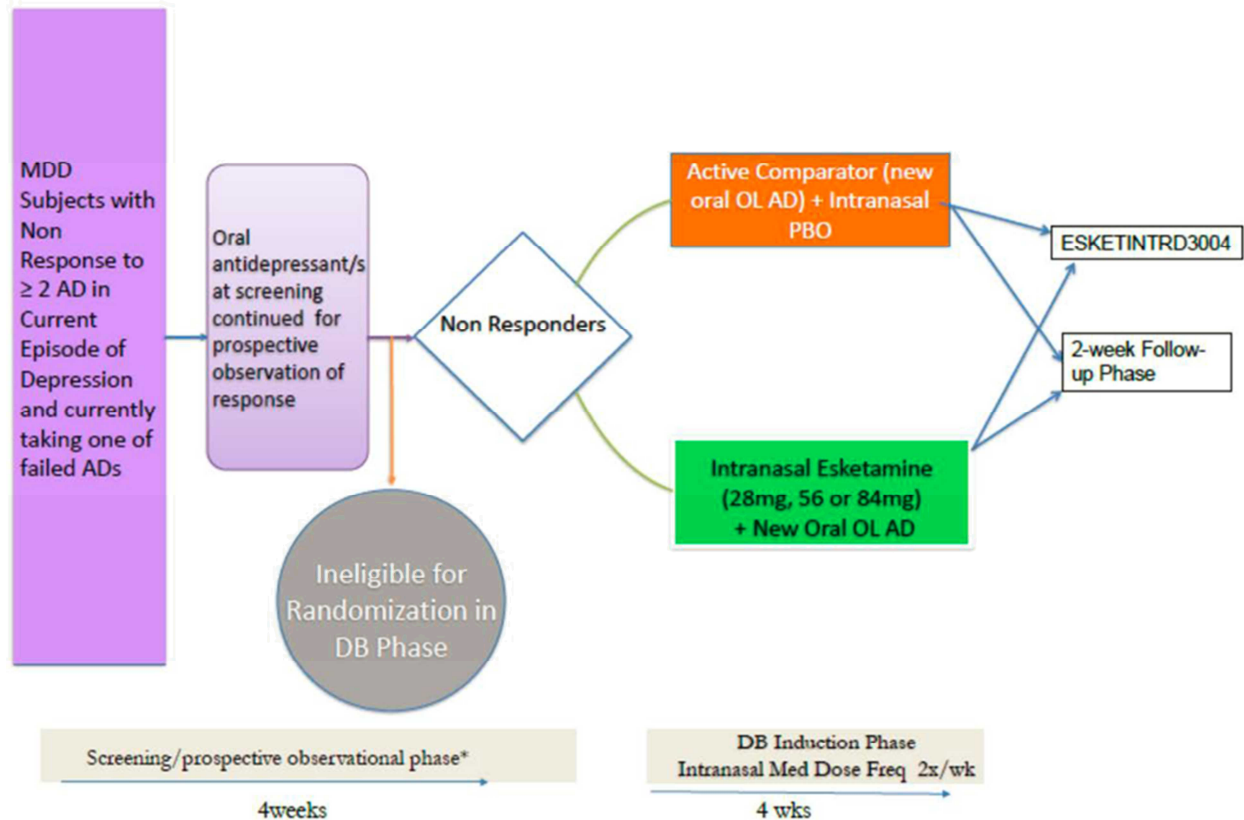 MDD
Subjects with
Non
Response to
≥ 2 AD in
Current
Episode of
Depression
and currently
taking one of
failed ADs
Oral
antidepressant/s
at screening
continued for
prospective
observation of
response
Non Responders
Ineligible for
Randomization in
DB Phase
Active Comparator (new
oral OL AD) + Intranasal
PBO
Intranasal Esketamine
(28mg, 56 or 84mg)
+ New Oral OL AD
ESKETINTRD3004
2-week Follow-
up Phase
Screening/prospective observational phase*
4weeks
DB Induction Phase
Intranasal Med Dose Freq 2x/wk
4 wks